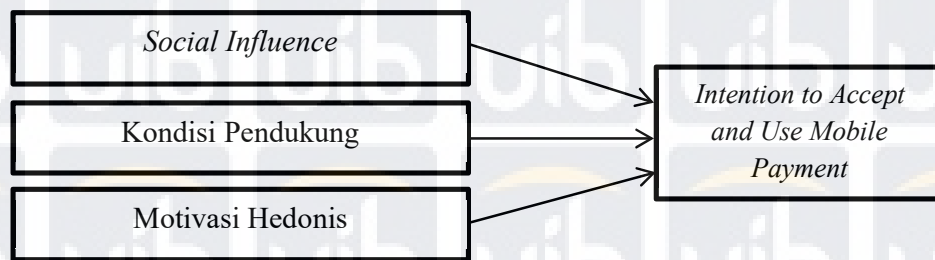 Social Influence
Kondisi Pendukung
Motivasi Hedonis
Intention to Accept
and Use Mobile
Payment